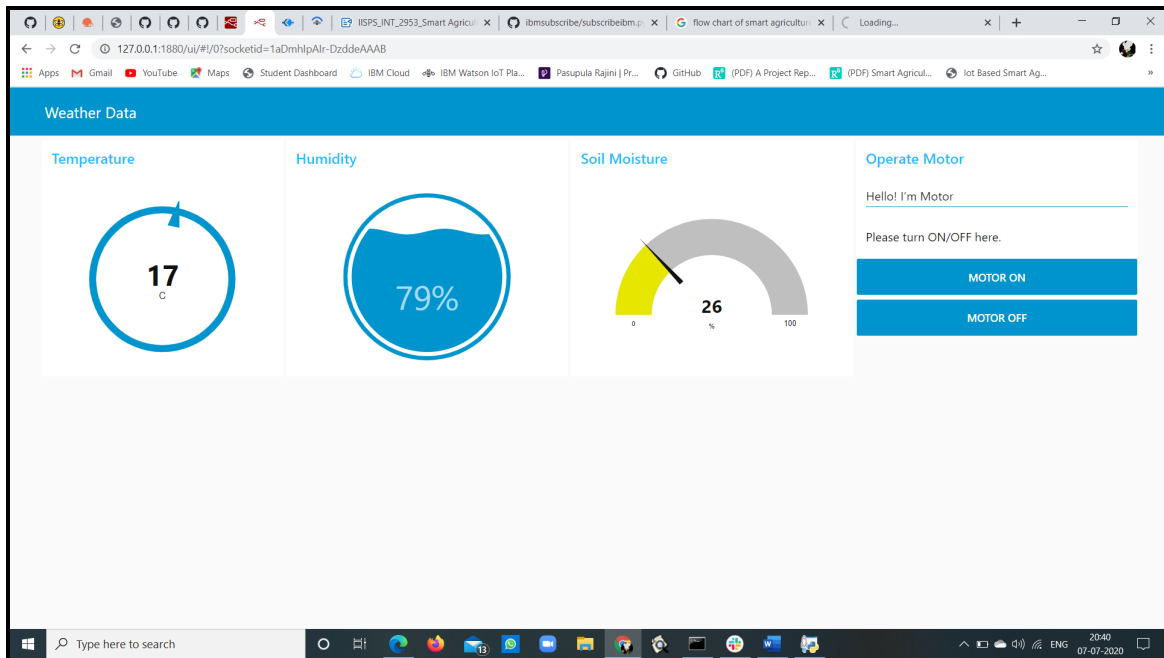 IISPS_INT_2953_Smart Agricul
ibmsubscribe/subscribeibm.p
flow chart of smart agriculture
Loading...
127.0.0.1:1880/ui/#!/0?socketid=1aDmhlpAIr-DzddeAAAB
Apps
Gmail
YouTube
Maps
Student Dashboard
IBM Cloud
IBM Watson IoT Pla...
Pasupula Rajini | Pr...
GitHub
(PDF) A Project Rep...
(PDF) Smart Agricul...
Iot Based Smart Ag...
Weather Data
Temperature
17
C
Humidity
79%
Soil Moisture
26
%
0
100
Operate Motor
Hello! I'm Motor
Please turn ON/OFF here.
MOTOR ON
MOTOR OFF
Type here to search
13
ENG
20:40
07-07-2020